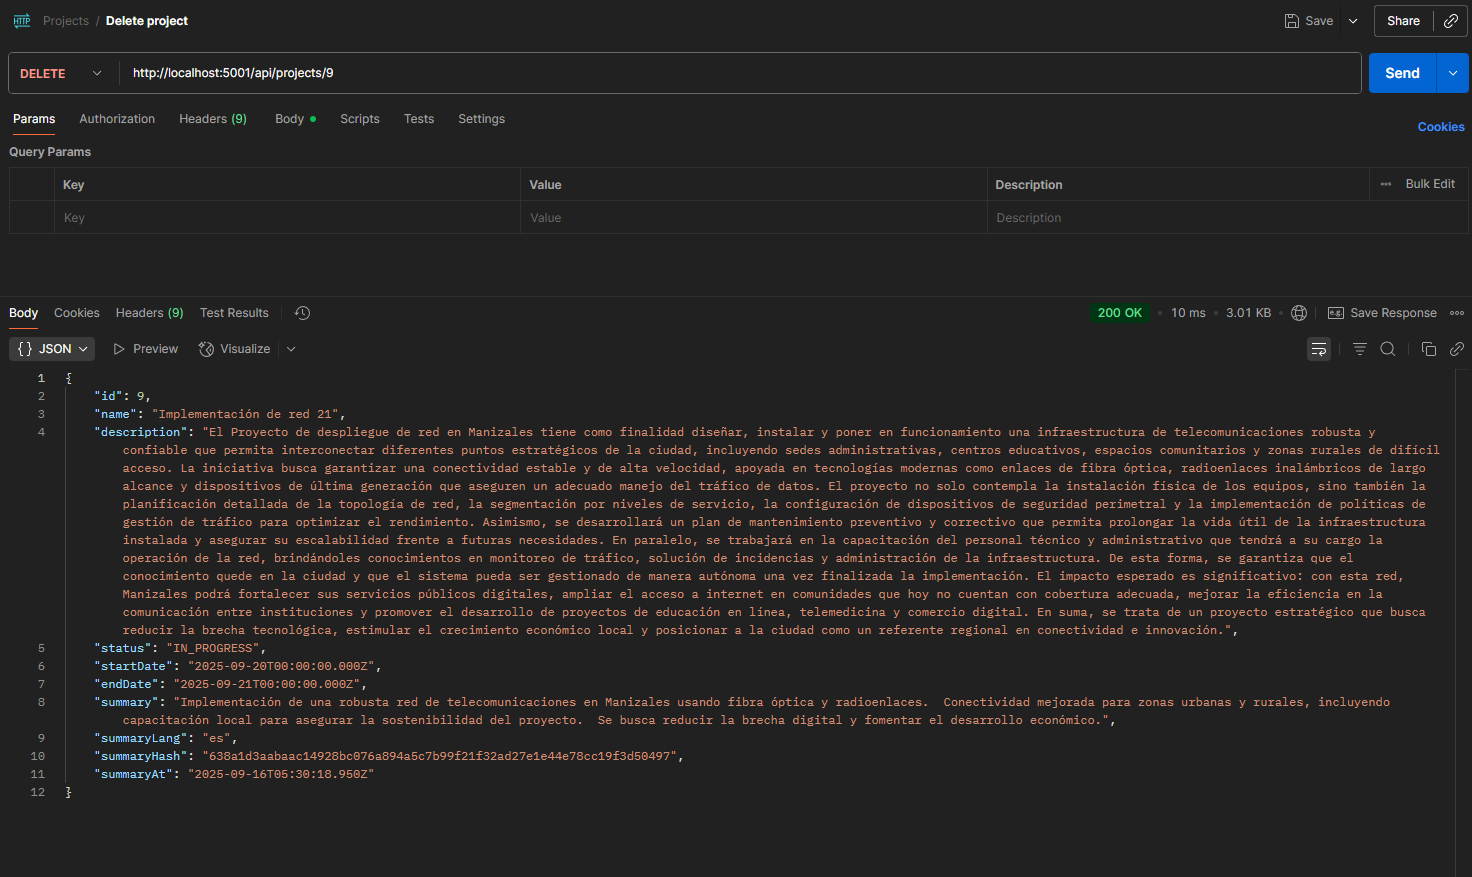 HTTP Projects / Delete project Save Share
DELETE http://localhost:5001/api/projects/9 Send
Params Authorization Headers (9) Body Scripts Tests Settings Cookies
Query Params
Key Value Description Bulk Edit
Key Value Description
Body Cookies Headers (9) Test Results 200 OK 10 ms 3.01 KB e.g. Save Response
{} JSON Preview Visualize
1 {
2 "id": 9,
3 "name": "Implementación de red 21",
4 "description": "El Proyecto de despliegue de red en Manizales tiene como finalidad diseñar, instalar y poner en funcionamiento una infraestructura de telecomunicaciones robusta y
confiable que permita interconectar diferentes puntos estratégicos de la ciudad, incluyendo sedes administrativas, centros educativos, espacios comunitarios y zonas rurales de difícil
acceso. La iniciativa busca garantizar una conectividad estable y de alta velocidad, apoyada en tecnologías modernas como enlaces de fibra óptica, radioenlaces inalámbricos de largo
alcance y dispositivos de última generación que aseguren un adecuado manejo del tráfico de datos. El proyecto no solo contempla la instalación física de los equipos, sino también la
planificación detallada de la topología de red, la segmentación por niveles de servicio, la configuración de dispositivos de seguridad perimetral y la implementación de políticas de
gestión de tráfico para optimizar el rendimiento. Asimismo, se desarrollará un plan de mantenimiento preventivo y correctivo que permita prolongar la vida útil de la infraestructura
instalada y asegurar su escalabilidad frente a futuras necesidades. En paralelo, se trabajará en la capacitación del personal técnico y administrativo que tendrá a su cargo la
operación de la red, brindándoles conocimientos en monitoreo de tráfico, solución de incidencias y administración de la infraestructura. De esta forma, se garantiza que el
conocimiento quede en la ciudad y que el sistema pueda ser gestionado de manera autónoma una vez finalizada la implementación. El impacto esperado es significativo: con esta red,
Manizales podrá fortalecer sus servicios públicos digitales, ampliar el acceso a internet en comunidades que hoy no cuentan con cobertura adecuada, mejorar la eficiencia en la
comunicación entre instituciones y promover el desarrollo de proyectos de educación en línea, telemedicina y comercio digital. En suma, se trata de un proyecto estratégico que busca
reducir la brecha tecnológica, estimular el crecimiento económico local y posicionar a la ciudad como un referente regional en conectividad e innovación.",
5 "status": "IN_PROGRESS",
6 "startDate": "2025-09-20T00:00:00.000Z",
7 "endDate": "2025-09-21T00:00:00.000Z",
8 "summary": "Implementación de una robusta red de telecomunicaciones en Manizales usando fibra óptica y radioenlaces.  Conectividad mejorada para zonas urbanas y rurales, incluyendo
capacitación local para asegurar la sostenibilidad del proyecto.  Se busca reducir la brecha digital y fomentar el desarrollo económico.",
9 "summaryLang": "es",
10 "summaryHash": "638a1d3aabaac14928bc076a894a5c7b99f21f32ad27e1e44e78cc19f3d50497",
11 "summaryAt": "2025-09-16T05:30:18.950Z"
12 }